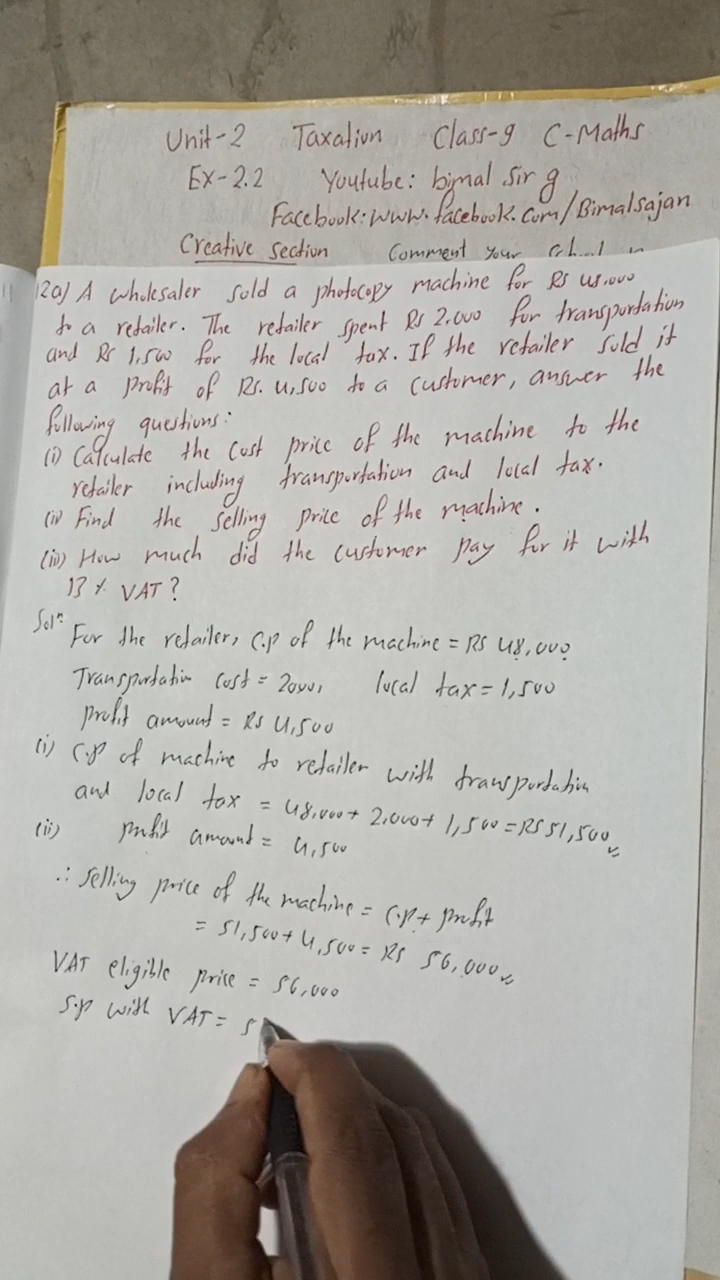 Unit-2 Taxation Class-9 C-Maths
Ex-2.2 Youtube: bimal sir g
Facebook: www.facebook.com/Bimalsajan
Creative section Comment your
12a) A wholesaler sold a photocopy machine for Rs 48,000
to a retailer. The retailer spent Rs 2,000 for transportation
and Rs 1,500 for the local tax. If the retailer sold it
at a profit of Rs. 4,500 to a customer, answer the
following questions:
(i) Calculate the cost price of the machine to the
retailer including transportation and local tax.
(ii) Find the selling price of the machine.
(iii) How much did the customer pay for it with
13% VAT?
Solⁿ For the retailer, C.P of the machine = RS 48,000
Transportation cost = 2000, local tax = 1,500
profit amount = Rs 4,500
(i) C.P of machine to retailer with transportation
and local tax = 48,000+ 2,000+ 1,500 = RS 51,500
(ii) profit amount = 4,500
∴ selling price of the machine = C.P+ profit
= 51,500+ 4,500 = RS 56,000
VAT eligible price = 56,000
S.p with VAT = 5